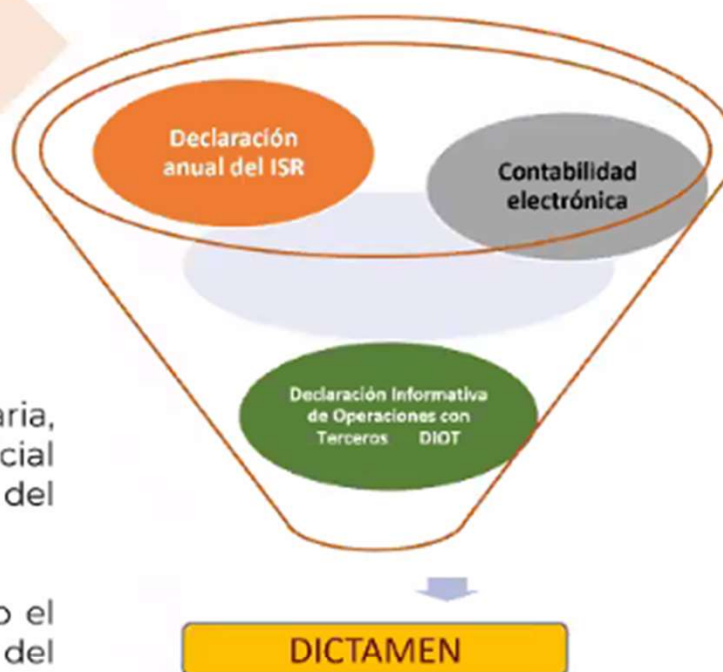 Declaración
anual del ISR
Contabilidad
electrónica
Declaración Informativa
de Operaciones con
Terceros DIOT
aria,
cial
del
o el
del
DICTAMEN